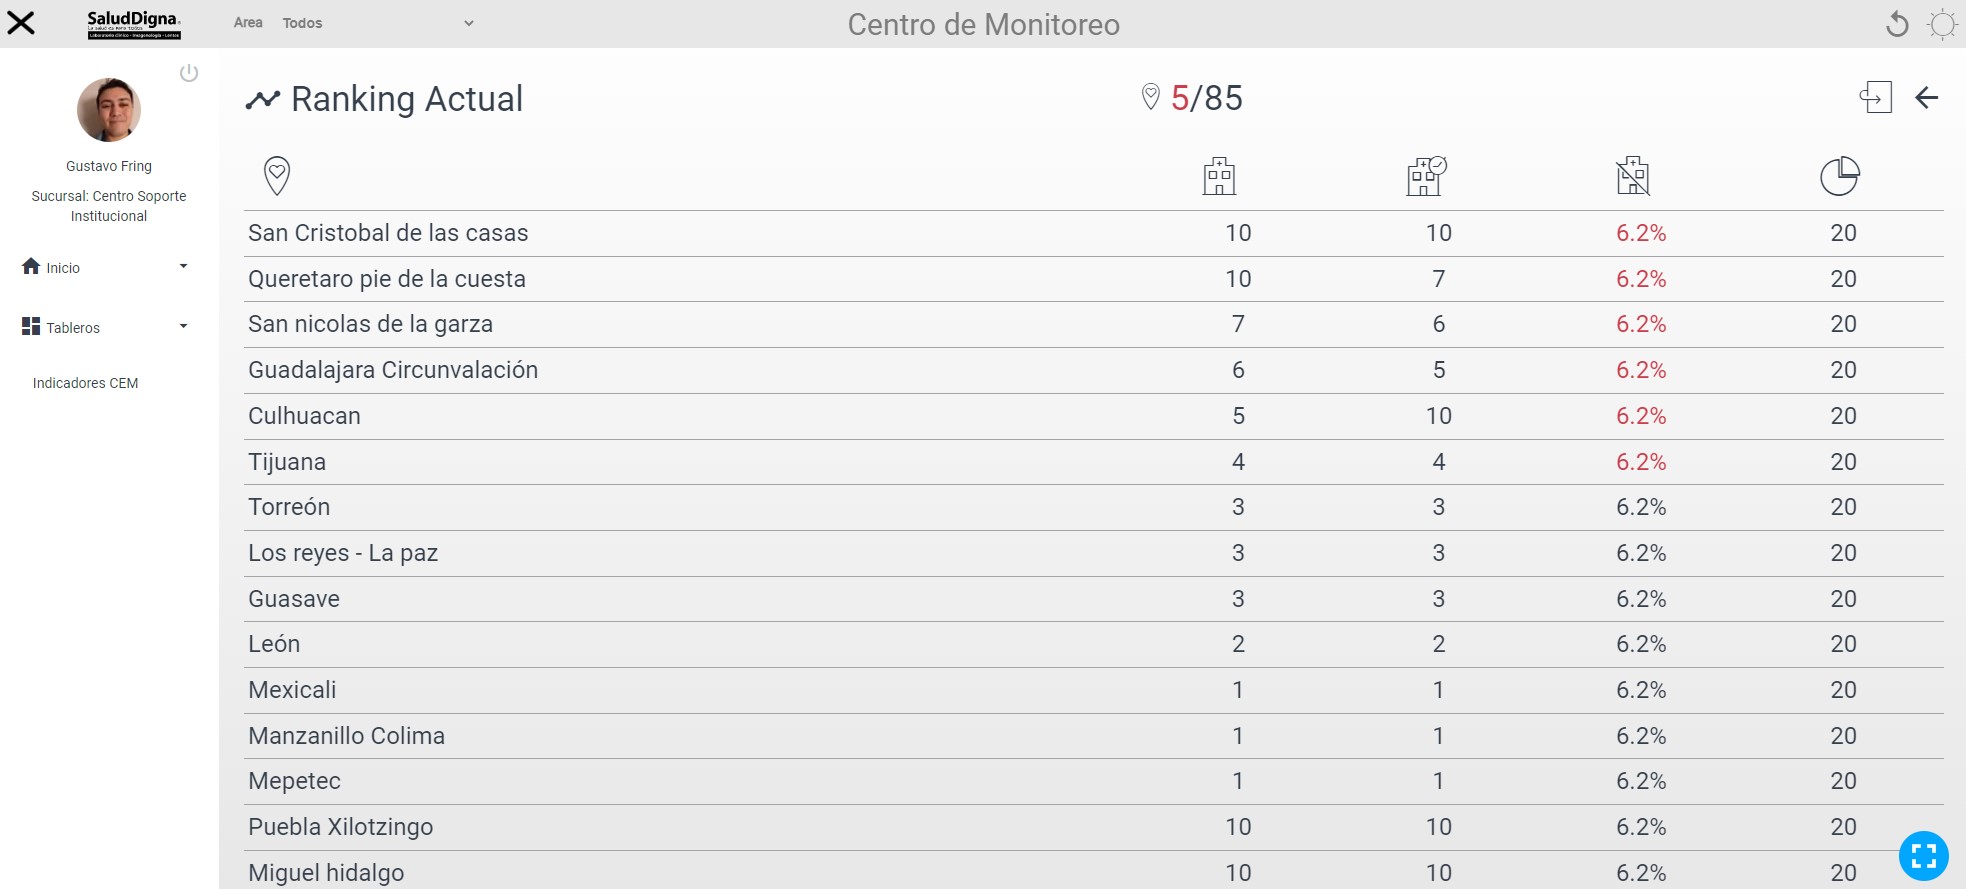 SaludDigna.
Area Todos
Centro de Monitoreo
Gustavo Fring
Sucursal: Centro Soporte
Institucional
Inicio
Tableros
Indicadores CEM
Ranking Actual
5/85
San Cristobal de las casas 10 10 6.2% 20
Queretaro pie de la cuesta 10 7 6.2% 20
San nicolas de la garza 7 6 6.2% 20
Guadalajara Circunvalación 6 5 6.2% 20
Culhuacan 5 10 6.2% 20
Tijuana 4 4 6.2% 20
Torreón 3 3 6.2% 20
Los reyes - La paz 3 3 6.2% 20
Guasave 3 3 6.2% 20
León 2 2 6.2% 20
Mexicali 1 1 6.2% 20
Manzanillo Colima 1 1 6.2% 20
Mepetec 1 1 6.2% 20
Puebla Xilotzingo 10 10 6.2% 20
Miguel hidalgo 10 10 6.2% 20